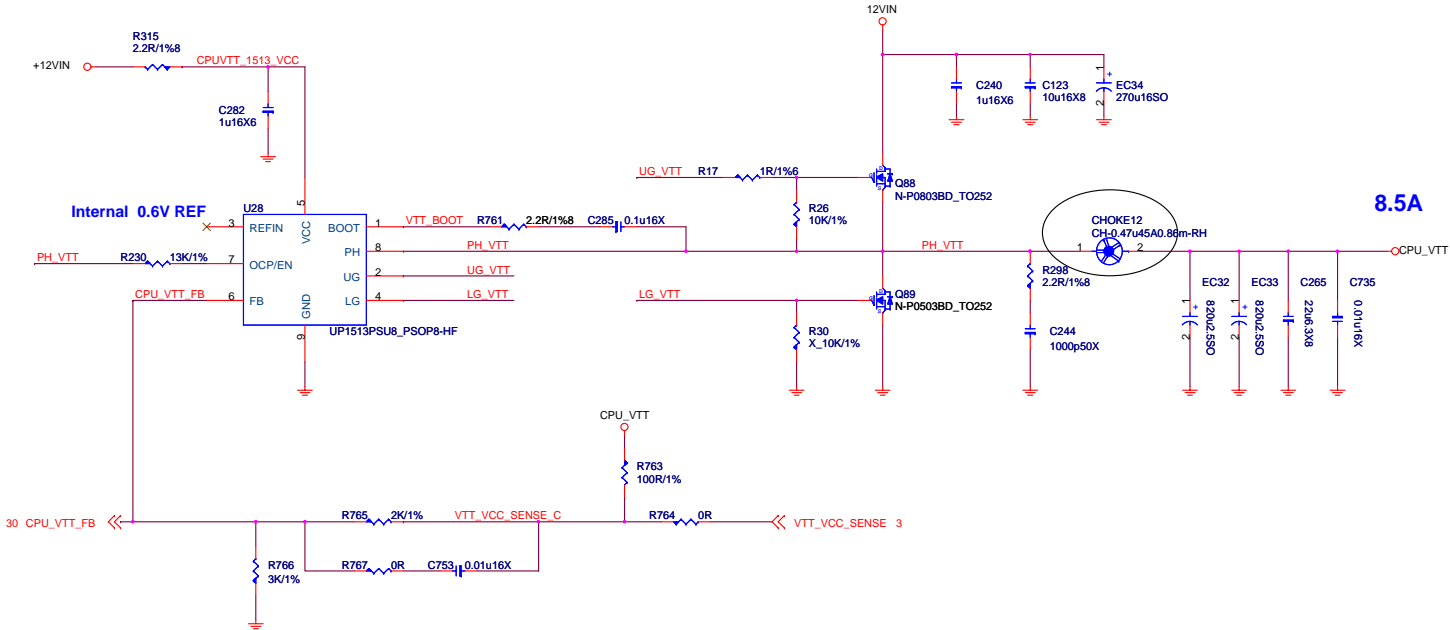 12VIN
R315
2.2R/1%8
+12VIN
CPUVTT_1513_VCC
C282
1u16X6
C240
1u16X6
C123
10u16X8
1
+
2
EC34
270u16SO
UG_VTT
R17
1R/1%6
Q88
N-P0803BD_TO252
R26
10K/1%
8.5A
Internal 0.6V REF
U28
5
VCC
3
REFIN
BOOT
1
VTT_BOOT
R761
2.2R/1%8
C285
0.1u16X
CHOKE12
CH-0.47u45A0.86m-RH
PH
8
PH_VTT
PH_VTT
1
2
CPU_VTT
PH_VTT
R230
13K/1%
7
OCP/EN
UG
2
UG_VTT
CPU_VTT_FB
6
FB
LG
4
LG_VTT
LG_VTT
Q89
N-P0503BD_TO252
GND
9
UP1513PSU8_PSOP8-HF
R30
X_10K/1%
R298
2.2R/1%8
C244
1000p50X
1
+
2
EC32
820u2.5SO
1
+
2
EC33
820u2.5SO
C265
22u6.3X8
C735
0.01u16X
CPU_VTT
R763
100R/1%
30 CPU_VTT_FB
R765
2K/1%
VTT_VCC_SENSE_C
R764
0R
VTT_VCC_SENSE 3
R766
3K/1%
R767
0R
C753
0.01u16X